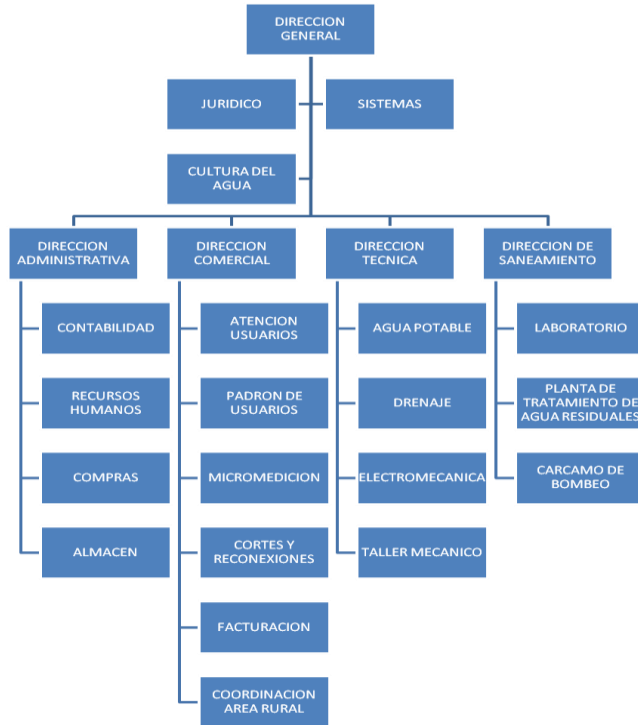 DIRECCION
GENERAL
JURIDICO
SISTEMAS
CULTURA DEL
AGUA
DIRECCION
ADMINISTRATIVA
CONTABILIDAD
RECURSOS
HUMANOS
COMPRAS
ALMACEN
DIRECCION
COMERCIAL
ATENCION
USUARIOS
PADRON DE
USUARIOS
MICROMEDICION
CORTES Y
RECONEXIONES
FACTURACION
COORDINACION
AREA RURAL
DIRECCION
TECNICA
AGUA POTABLE
DRENAJE
ELECTROMECANICA
TALLER MECANICO
DIRECCION DE
SANEAMIENTO
LABORATORIO
PLANTA DE
TRATAMIENTO DE
AGUA RESIDUALES
CARCAMO DE
BOMBEO